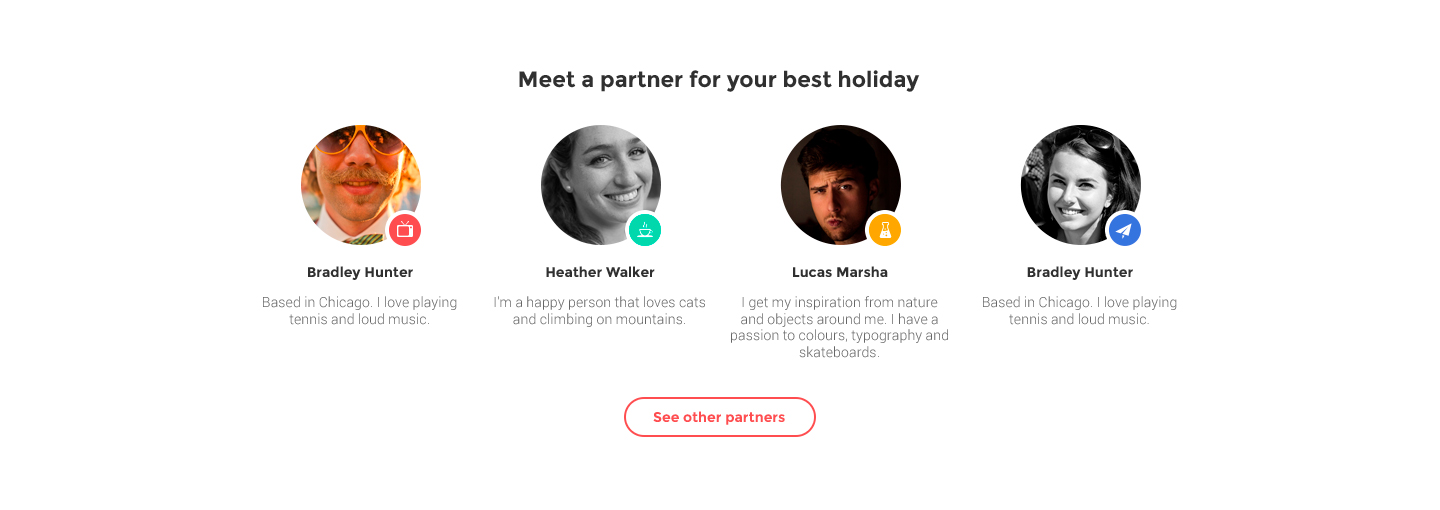 Meet a partner for your best holiday
Bradley Hunter
Based in Chicago. I love playing
tennis and loud music.
Heather Walker
I'm a happy person that loves cats
and climbing on mountains.
Lucas Marsha
I get my inspiration from nature
and objects around me. I have a
passion to colours, typography and
skateboards.
Bradley Hunter
Based in Chicago. I love playing
tennis and loud music.
See other partners